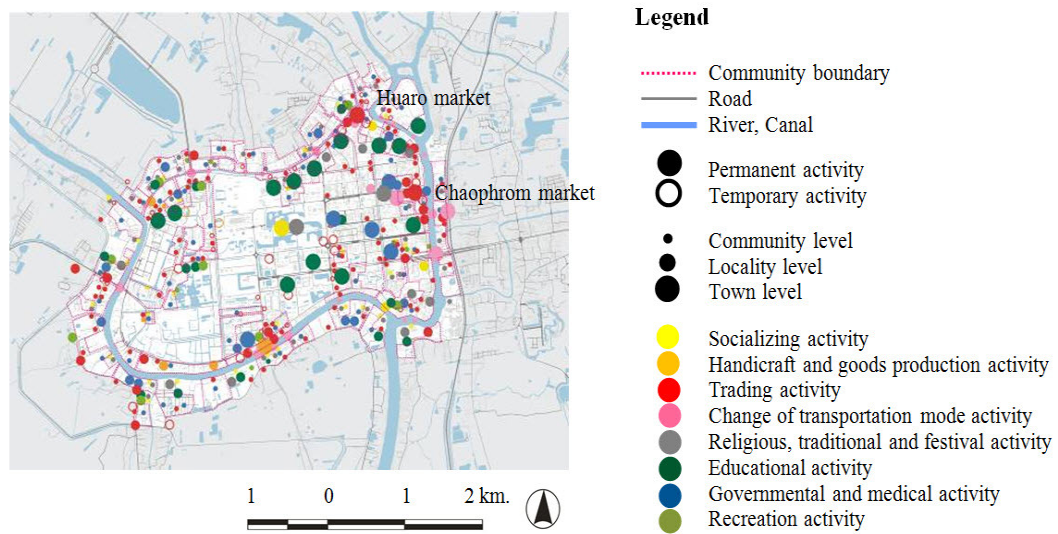 Huaro market
Chaophrom market
1 0 1 2 km.
Legend
Community boundary
Road
River, Canal
Permanent activity
Temporary activity
Community level
Locality level
Town level
Socializing activity
Handicraft and goods production activity
Trading activity
Change of transportation mode activity
Religious, traditional and festival activity
Educational activity
Governmental and medical activity
Recreation activity